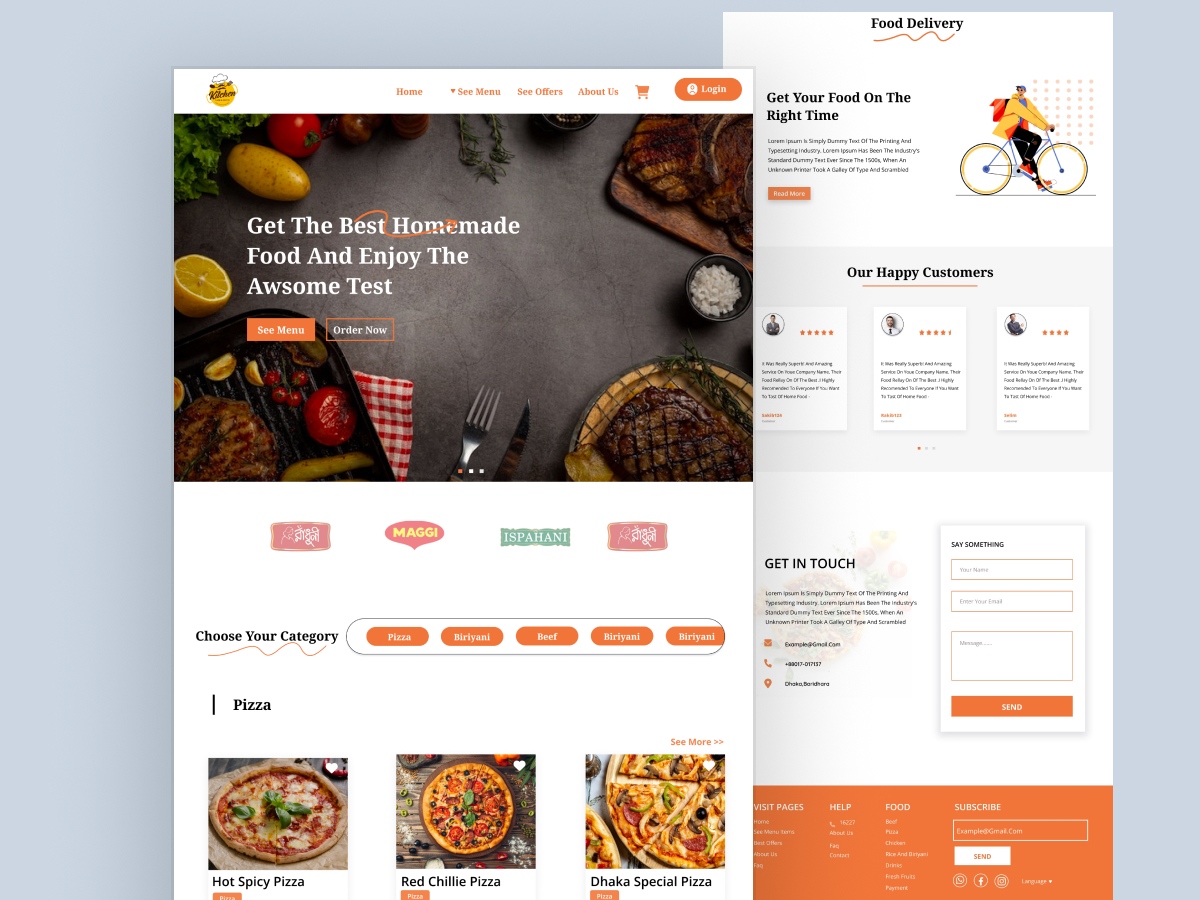 Kitchen
Home
See Menu
See Offers
About Us
Login
Get The Best Homemade
Food And Enjoy The
Awsome Test
See Menu
Order Now
রাঁধুনী
MAGGI
ISPAHANI
রাঁধুনী
Choose Your Category
Pizza
Biriyani
Beef
Biriyani
Biriyani
Pizza
See More >>
Hot Spicy Pizza
Pizza
Red Chillie Pizza
Pizza
Dhaka Special Pizza
Pizza
Food Delivery
Get Your Food On The
Right Time
Lorem Ipsum Is Simply Dummy Text Of The Printing And
Typesetting Industry. Lorem Ipsum Has Been The Industry's
Standard Dummy Text Ever Since The 1500s, When An
Unknown Printer Took A Galley Of Type And Scrambled
Read More
Our Happy Customers
It Was Really Superb! And Amazing
Service On Youe Company Name, Their
Food Rellay On Of The Best .I Highly
Recomended To Everyone If You Want
To Tast Of Home Food -
Sakib123
It Was Really Superb! And Amazing
Service On Youe Company Name, Their
Food Rellay On Of The Best .I Highly
Recomended To Everyone If You Want
To Tast Of Home Food -
Rakib123
It Was Really Superb! And Amazing
Service On Youe Company Name, Their
Food Rellay On Of The Best .I Highly
Recomended To Everyone If You Want
To Tast Of Home Food -
Selim
GET IN TOUCH
Lorem Ipsum Is Simply Dummy Text Of The Printing And
Typesetting Industry. Lorem Ipsum Has Been The Industry's
Standard Dummy Text Ever Since The 1500s, When An
Unknown Printer Took A Galley Of Type And Scrambled
Example@Gmail.Com
+88017-017137
Dhaka,Baridhara
SAY SOMETHING
Your Name
Enter Your Email
Message .....
SEND
VISIT PAGES
Home
See Menu Items
Best Offers
About Us
Faq
HELP
16227
About Us
Faq
Contact
FOOD
Beef
Pizza
Chicken
Rice And Biriyani
Drinks
Fresh Fruits
Payment
SUBSCRIBE
Example@Gmail.Com
SEND
Language